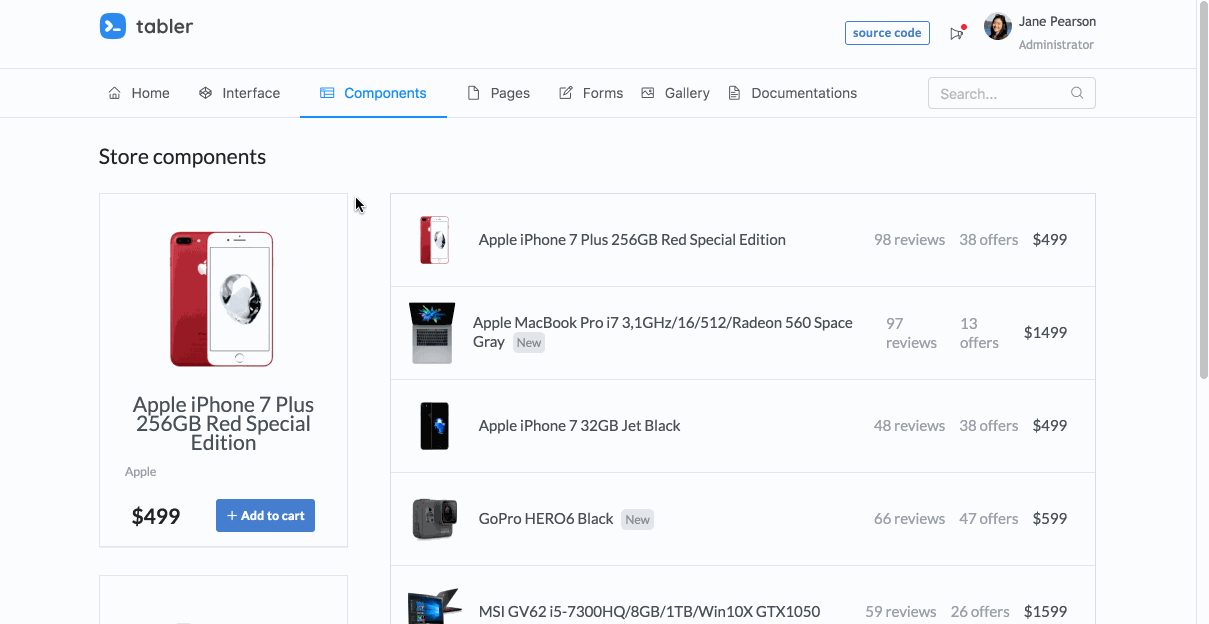 tabler
source code
Jane Pearson
Administrator
Home
Interface
Components
Pages
Forms
Gallery
Documentations
Search...
Store components
Apple iPhone 7 Plus
256GB Red Special
Edition
Apple
$499
+ Add to cart
Apple iPhone 7 Plus 256GB Red Special Edition
98 reviews
38 offers
$499
Apple MacBook Pro i7 3,1GHz/16/512/Radeon 560 Space
Gray New
97
reviews
13
offers
$1499
Apple iPhone 7 32GB Jet Black
48 reviews
38 offers
$499
GoPro HERO6 Black New
66 reviews
47 offers
$599
MSI GV62 i5-7300HQ/8GB/1TB/Win10X GTX1050
59 reviews
26 offers
$1599